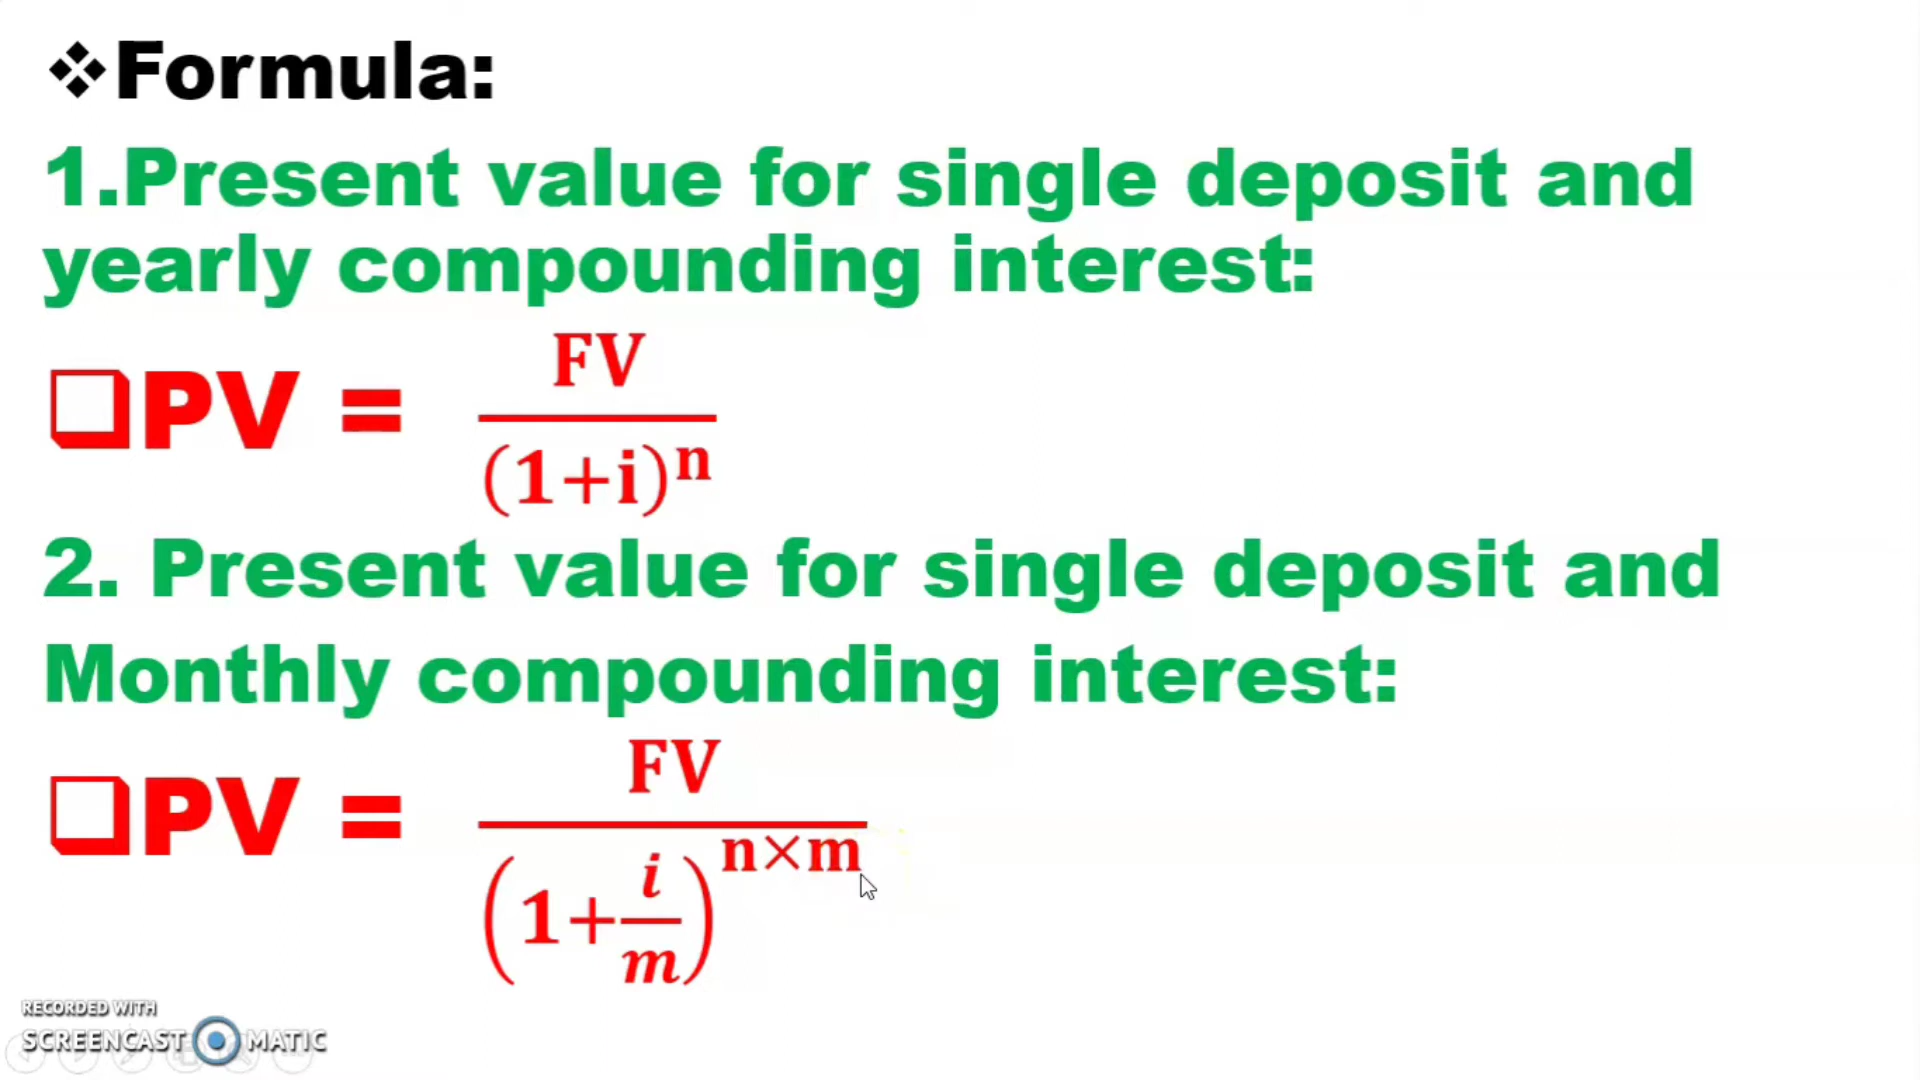 ❖Formula:
1.Present value for single deposit and
yearly compounding interest:
❑PV = FV/(1+i)^n
2. Present value for single deposit and
Monthly compounding interest:
❑PV = FV/(1+i/m)^(n×m)
RECORDED WITH
SCREENCAST MATIC